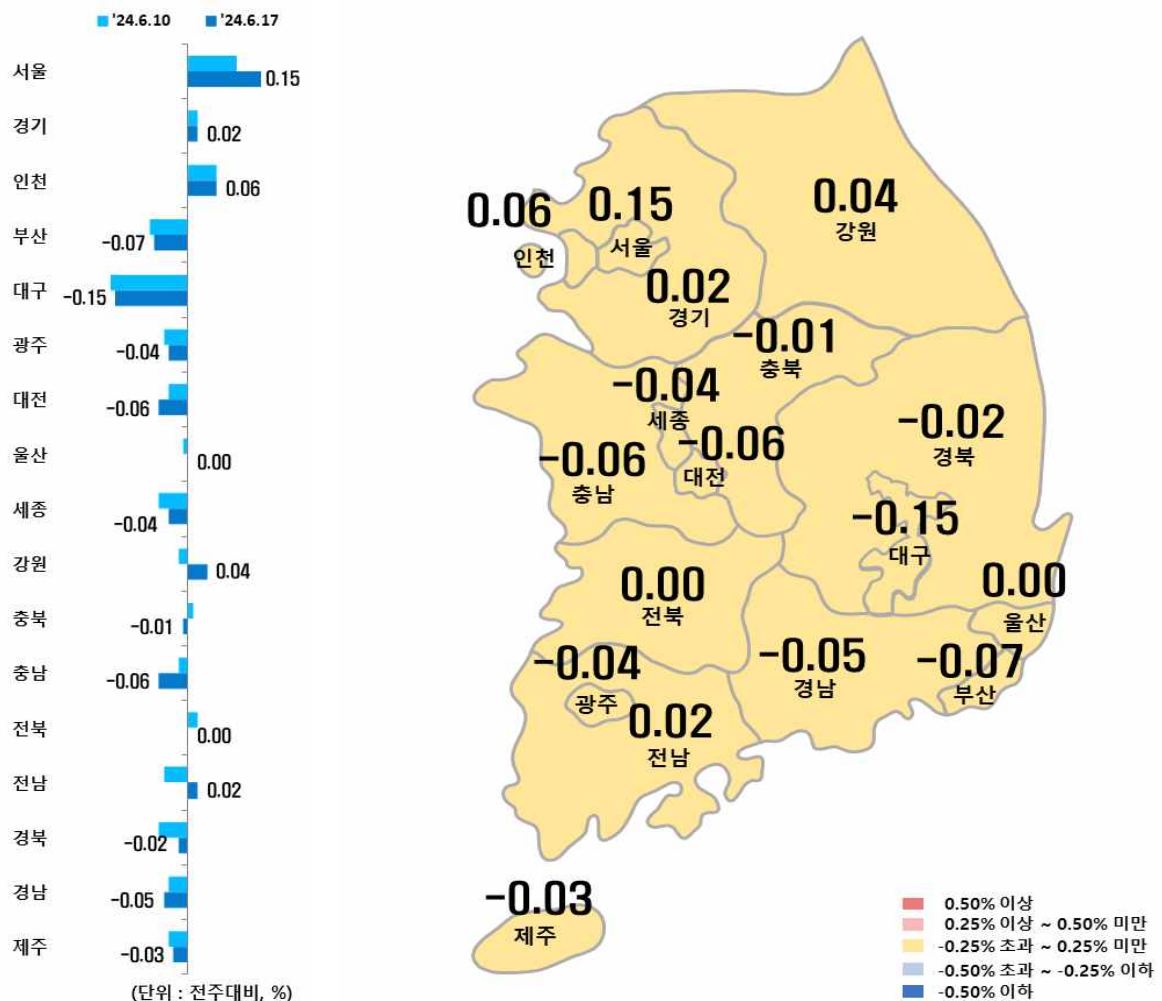 '24.6.10 '24.6.17
서울 0.15
경기 0.02
인천 0.06
부산 -0.07
대구 -0.15
광주 -0.04
대전 -0.06
울산 0.00
세종 -0.04
강원 0.04
충북 -0.01
충남 -0.06
전북 0.00
전남 0.02
경북 -0.02
경남 -0.05
제주 -0.03
(단위 : 전주대비, %)
0.06
인천
0.15
서울
0.04
강원
0.02
경기
-0.01
충북
-0.04
세종
-0.06
대전
-0.06
충남
-0.02
경북
-0.15
대구
0.00
울산
0.00
전북
-0.05
경남
-0.07
부산
-0.04
광주
0.02
전남
-0.03
제주
0.50% 이상
0.25% 이상 ~ 0.50% 미만
-0.25% 초과 ~ 0.25% 미만
-0.50% 초과 ~ -0.25% 이하
-0.50% 이하